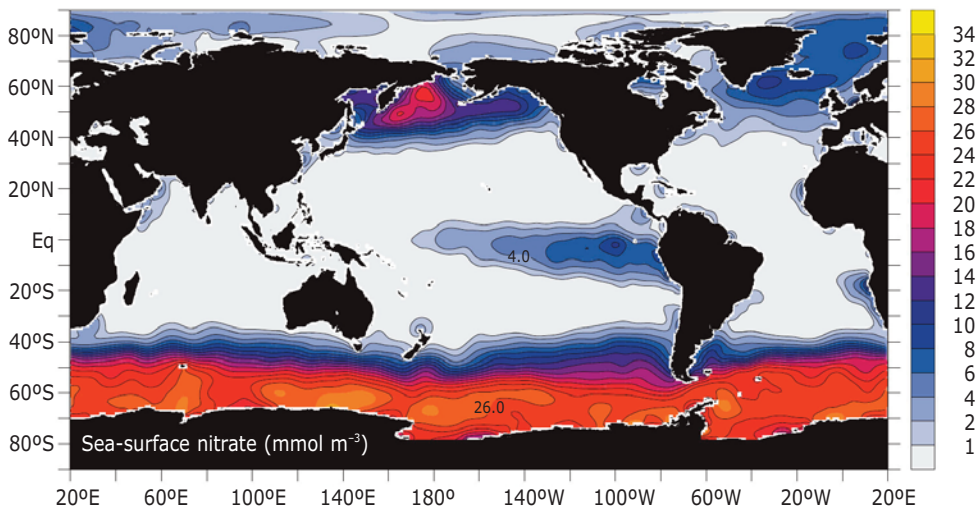 80ºN
60ºN
40ºN
20ºN
Eq
20ºS
40ºS
60ºS
80ºS
4.0
26.0
Sea-surface nitrate (mmol m⁻³)
20ºE 60ºE 100ºE 140ºE 180º 140ºW 100ºW 60ºW 20ºW 20ºE
34
32
28
26
24
22
20
18
16
14
12
10
8
6
4
2
1